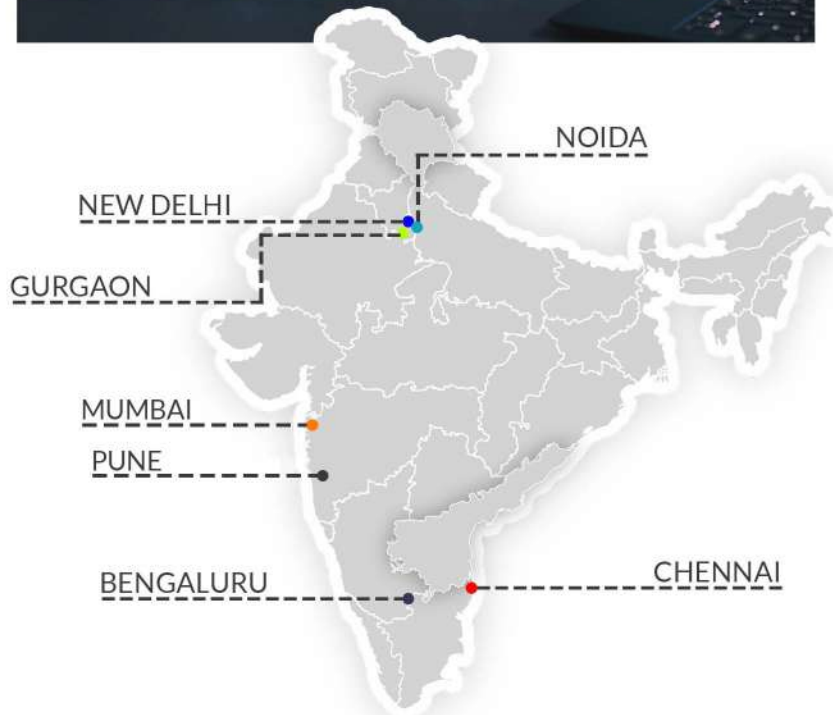 NOIDA
NEW DELHI
GURGAON
MUMBAI
PUNE
BENGALURU
CHENNAI